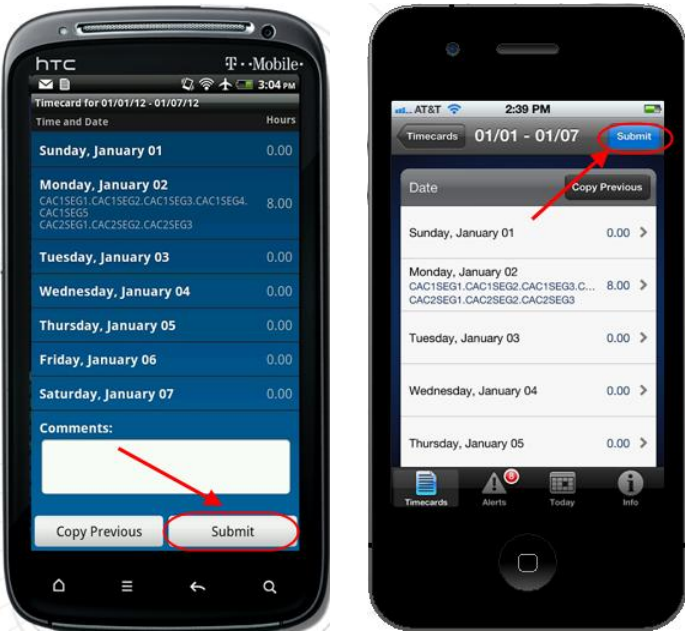 htc
T··Mobile·
3:04 PM
Timecard for 01/01/12 - 01/07/12
Time and Date Hours
Sunday, January 01 0.00
Monday, January 02
CAC1SEG1.CAC1SEG2.CAC1SEG3.CAC1SEG4.
CAC1SEG5
CAC2SEG1.CAC2SEG2.CAC2SEG3
8.00
Tuesday, January 03 0.00
Wednesday, January 04 0.00
Thursday, January 05 0.00
Friday, January 06 0.00
Saturday, January 07 0.00
Comments:
Copy Previous Submit
AT&T 2:39 PM
Timecards 01/01 - 01/07 Submit
Date Copy Previous
Sunday, January 01 0.00
Monday, January 02
CAC1SEG1.CAC1SEG2.CAC1SEG3.C... 8.00
CAC2SEG1.CAC2SEG2.CAC2SEG3
Tuesday, January 03 0.00
Wednesday, January 04 0.00
Thursday, January 05 0.00
8
Timecards Alerts Today Info